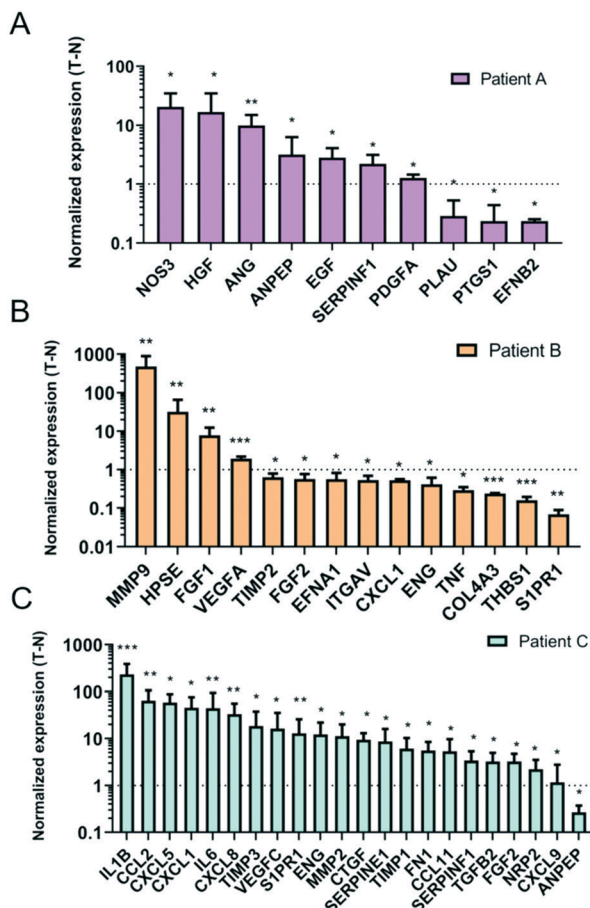 A
Normalized expression (T-N)
100
10
1
0.1
Patient A
* * ** * * * * * * *
NOS3 HGF ANG ANPEP EGF SERPINF1 PDGFA PLAU PTGS1 EFNB2
B
Normalized expression (T-N)
1000
100
10
1
0.1
0.01
Patient B
** ** ** *** * * * * * * * *** *** **
MMP9 HPSE FGF1 VEGFA TIMP2 FGF2 EFNA1 ITGAV CXCL1 ENG TNF COL4A3 THBS1 S1PR1
C
Normalized expression (T-N)
1000
100
10
1
0.1
Patient C
*** ** * * ** ** * * ** * * * * * * * * * * * * *
IL1B CCL2 CXCL5 CXCL1 IL6 CXCL8 TIMP3 VEGFC S1PR1 ENG MMP2 CTGF SERPINE1 TIMP1 FN1 CCL11 SERPINF1 TGFB2 FGF2 NRP2 CXCL9 ANPEP